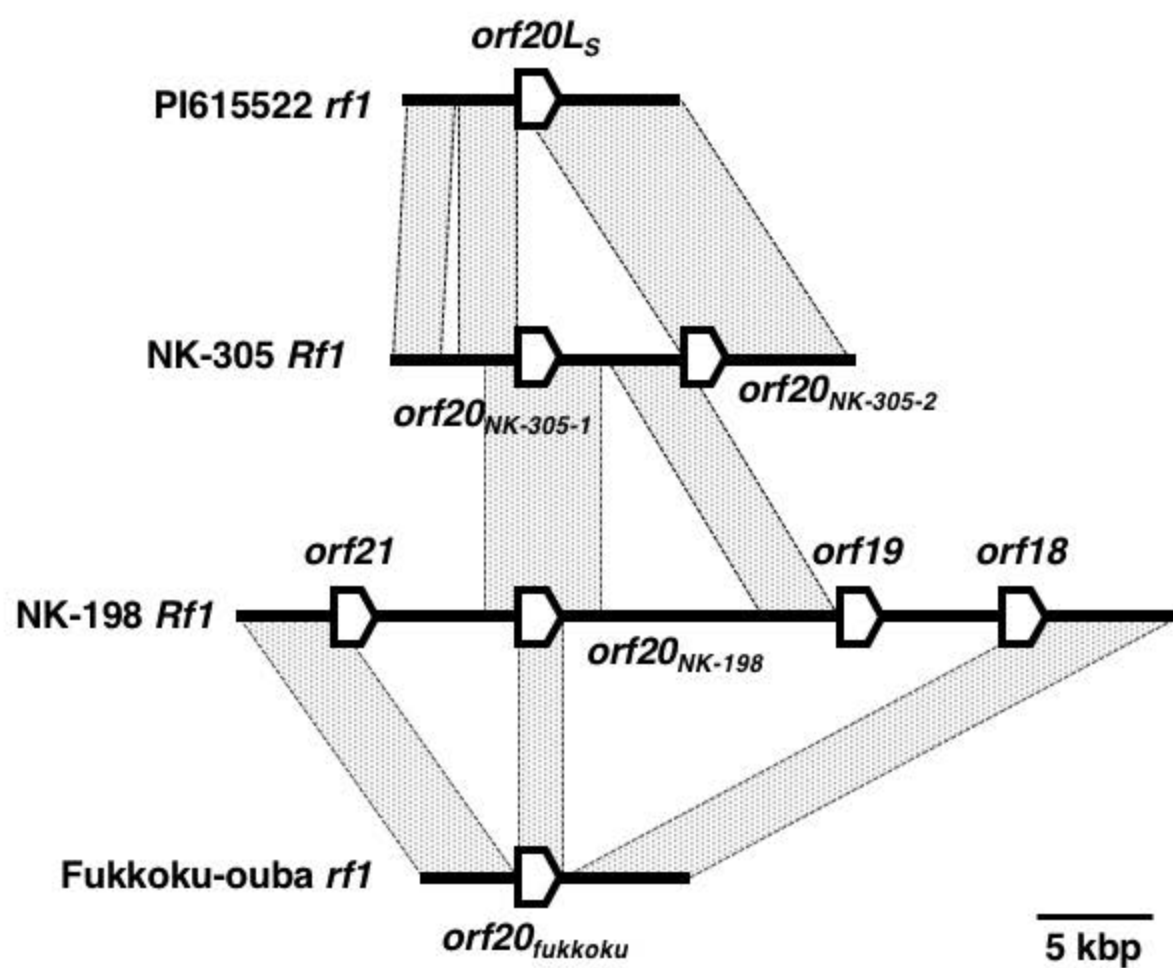 orf20LS
PI615522 rf1
NK-305 Rf1
orf20NK-305-1
orf20NK-305-2
orf21
orf19
orf18
NK-198 Rf1
orf20NK-198
Fukkoku-ouba rf1
orf20fukkoku
5 kbp